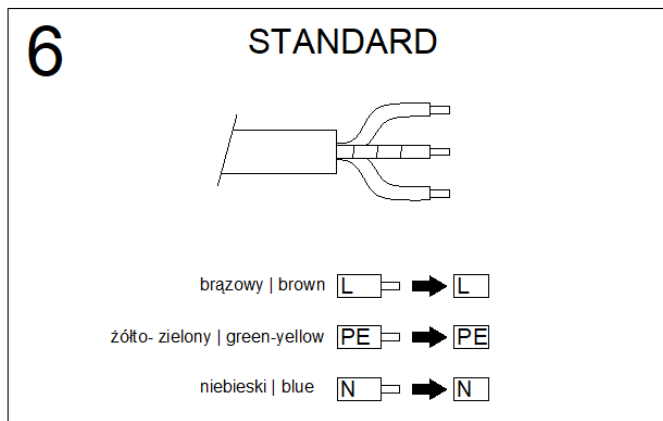 6
STANDARD
brązowy | brown L L
żółto- zielony | green-yellow PE PE
niebieski | blue N N